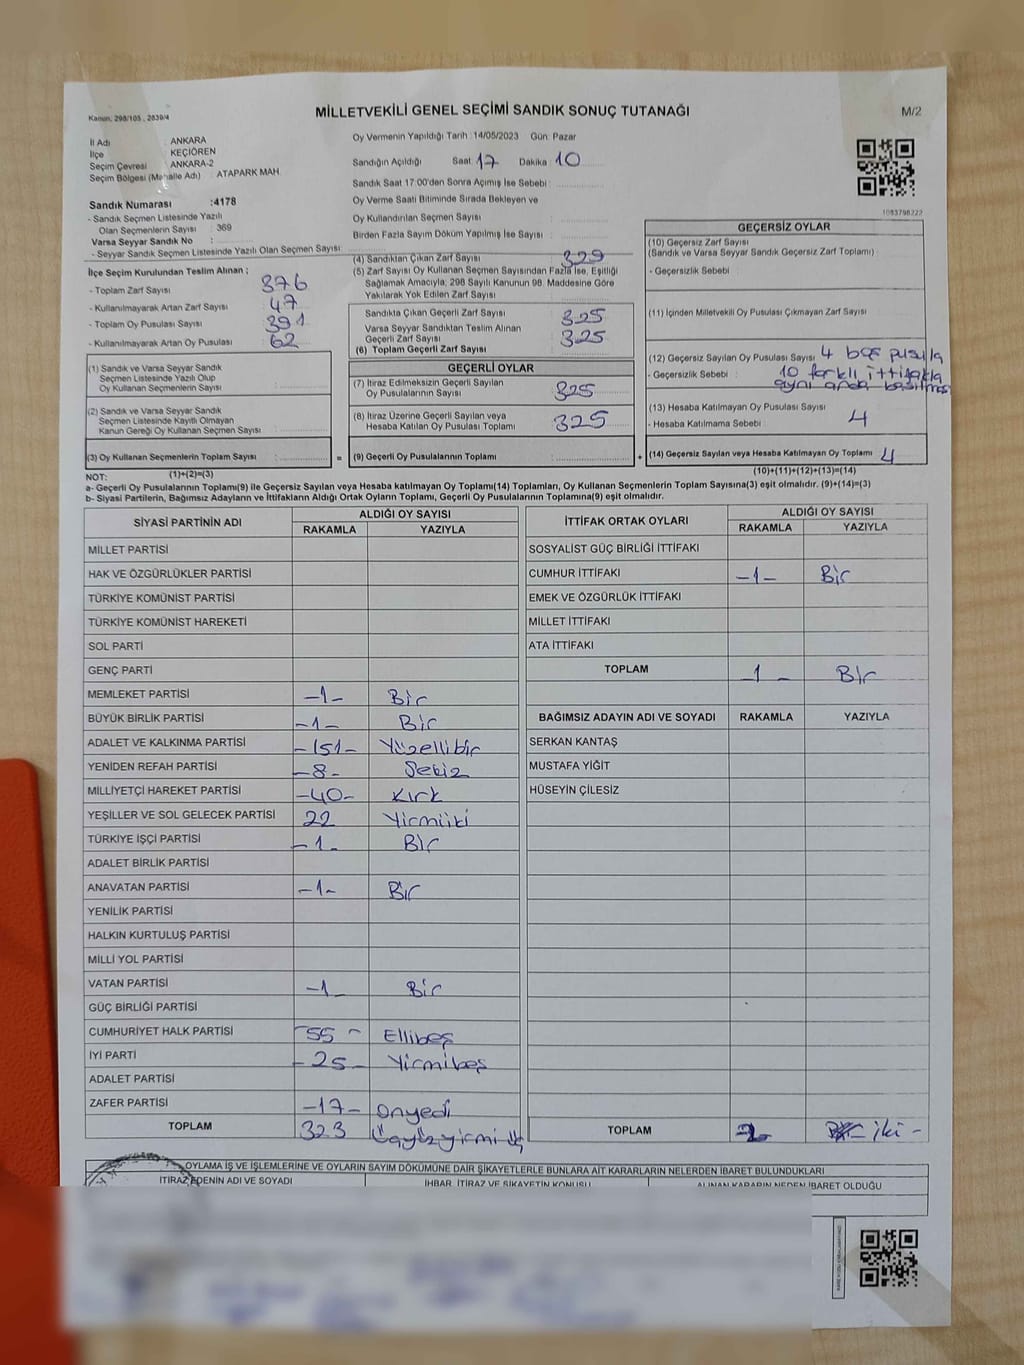 Kanun; 298/105 , 2839/4
MİLLETVEKİLİ GENEL SEÇİMİ SANDIK SONUÇ TUTANAĞI
M/2
İl Adı : ANKARA
İlçe : KEÇİÖREN
Seçim Çevresi : ANKARA-2
Seçim Bölgesi (Mahalle Adı) : ATAPARK MAH.
Sandık Numarası :4178
- Sandık Seçmen Listesinde Yazılı
Olan Seçmenlerin Sayısı : 369
Varsa Seyyar Sandık No :
- Seyyar Sandık Seçmen Listesinde Yazılı Olan Seçmen Sayısı:
İlçe Seçim Kurulundan Teslim Alınan ;
- Toplam Zarf Sayısı : 376
- Kullanılmayarak Artan Zarf Sayısı : 47
- Toplam Oy Pusulası Sayısı : 391
- Kullanılmayarak Artan Oy Pusulası : 62
(1) Sandık ve Varsa Seyyar Sandık
Seçmen Listesinde Yazılı Olup
Oy Kullanan Seçmenlerin Sayısı :
(2) Sandık ve Varsa Seyyar Sandık
Seçmen Listesinde Kayıtlı Olmayan
Kanun Gereği Oy Kullanan Seçmen Sayısı :
(3) Oy Kullanan Seçmenlerin Toplam Sayısı :
Oy Vermenin Yapıldığı Tarih :14/05/2023 Gün: Pazar
Sandığın Açıldığı Saat: 17 Dakika 10
Sandık Saat 17:00'den Sonra Açımış İse Sebebi :
Oy Verme Saati Bitiminde Sırada Bekleyen ve
Oy Kullandırılan Seçmen Sayısı :
Birden Fazla Sayım Döküm Yapılmış İse Sayısı :
(4) Sandıktan Çıkan Zarf Sayısı : 329
(5) Zarf Sayısı Oy Kullanan Seçmen Sayısından Fazla İse, Eşitliği
Sağlamak Amacıyla; 298 Sayılı Kanunun 98. Maddesine Göre
Yakılarak Yok Edilen Zarf Sayısı :
Sandıkta Çıkan Geçerli Zarf Sayısı : 325
Varsa Seyyar Sandıktan Teslim Alınan
Geçerli Zarf Sayısı : 325
(6) Toplam Geçerli Zarf Sayısı :
GEÇERLİ OYLAR
(7) İtiraz Edilmeksizin Geçerli Sayılan
Oy Pusulalarının Sayısı : 325
(8) İtiraz Üzerine Geçerli Sayılan veya
Hesaba Katılan Oy Pusulası Toplamı : 325
= (9) Geçerli Oy Pusulalarının Toplamı : +
1083798222
GEÇERSİZ OYLAR
(10) Geçersiz Zarf Sayısı
(Sandık ve Varsa Seyyar Sandık Geçersiz Zarf Toplamı) :
- Geçersizlik Sebebi :
(11) İçinden Milletvekili Oy Pusulası Çıkmayan Zarf Sayısı :
(12) Geçersiz Sayılan Oy Pusulası Sayısı : 4 boş pusula
- Geçersizlik Sebebi : 10 farklı ittifakla
aynı anda basılmış
(13) Hesaba Katılmayan Oy Pusulası Sayısı :
- Hesaba Katılmama Sebebi : 4
(14) Geçersiz Sayılan veya Hesaba Katılmayan Oy Toplamı : 4
NOT: (1)+(2)=(3)
(10)+(11)+(12)+(13)=(14)
a- Geçerli Oy Pusulalarının Toplamı(9) ile Geçersiz Sayılan veya Hesaba katılmayan Oy Toplamı(14) Toplamları, Oy Kullanan Seçmenlerin Toplam Sayısına(3) eşit olmalıdır. (9)+(14)=(3)
b- Siyasi Partilerin, Bağımsız Adayların ve İttifakların Aldığı Ortak Oyların Toplamı, Geçerli Oy Pusulalarının Toplamına(9) eşit olmalıdır.
SİYASİ PARTİNİN ADI ALDIĞI OY SAYISI
RAKAMLA YAZIYLA
MİLLET PARTİSİ
HAK VE ÖZGÜRLÜKLER PARTİSİ
TÜRKİYE KOMÜNİST PARTİSİ
TÜRKİYE KOMÜNİST HAREKETİ
SOL PARTİ
GENÇ PARTİ
MEMLEKET PARTİSİ -1- Bir
BÜYÜK BİRLİK PARTİSİ -1- Bir
ADALET VE KALKINMA PARTİSİ -151- Yüzellibir
YENİDEN REFAH PARTİSİ -8- Sekiz
MİLLİYETÇİ HAREKET PARTİSİ -40- Kırk
YEŞİLLER VE SOL GELECEK PARTİSİ 22 Yirmiiki
TÜRKİYE İŞÇİ PARTİSİ -1- Bir
ADALET BİRLİK PARTİSİ
ANAVATAN PARTİSİ -1- Bir
YENİLİK PARTİSİ
HALKIN KURTULUŞ PARTİSİ
MİLLİ YOL PARTİSİ
VATAN PARTİSİ -1- Bir
GÜÇ BİRLİĞİ PARTİSİ
CUMHURİYET HALK PARTİSİ -55- Ellibeş
İYİ PARTİ -25- Yirmibeş
ADALET PARTİSİ
ZAFER PARTİSİ -17- Onyedi
TOPLAM 323 Üçyüzyirmiüç
İTTİFAK ORTAK OYLARI ALDIĞI OY SAYISI
RAKAMLA YAZIYLA
SOSYALİST GÜÇ BİRLİĞİ İTTİFAKI
CUMHUR İTTİFAKI -1- Bir
EMEK VE ÖZGÜRLÜK İTTİFAKI
MİLLET İTTİFAKI
ATA İTTİFAKI
TOPLAM -1- Bir
BAĞIMSIZ ADAYIN ADI VE SOYADI RAKAMLA YAZIYLA
SERKAN KANTAŞ
MUSTAFA YİĞİT
HÜSEYİN ÇİLESİZ
TOPLAM 2 iki -
OYLAMA İŞ VE İŞLEMLERİNE VE OYLARIN SAYIM DÖKÜMÜNE DAİR ŞİKAYETLERLE BUNLARA AİT KARARLARIN NELERDEN İBARET BULUNDUKLARI
İTİRAZ EDENİN ADI VE SOYADI İHBAR, İTİRAZ VE ŞİKAYETİN KONUSU ALINAN KARARIN NEDEN İBARET OLDUĞU